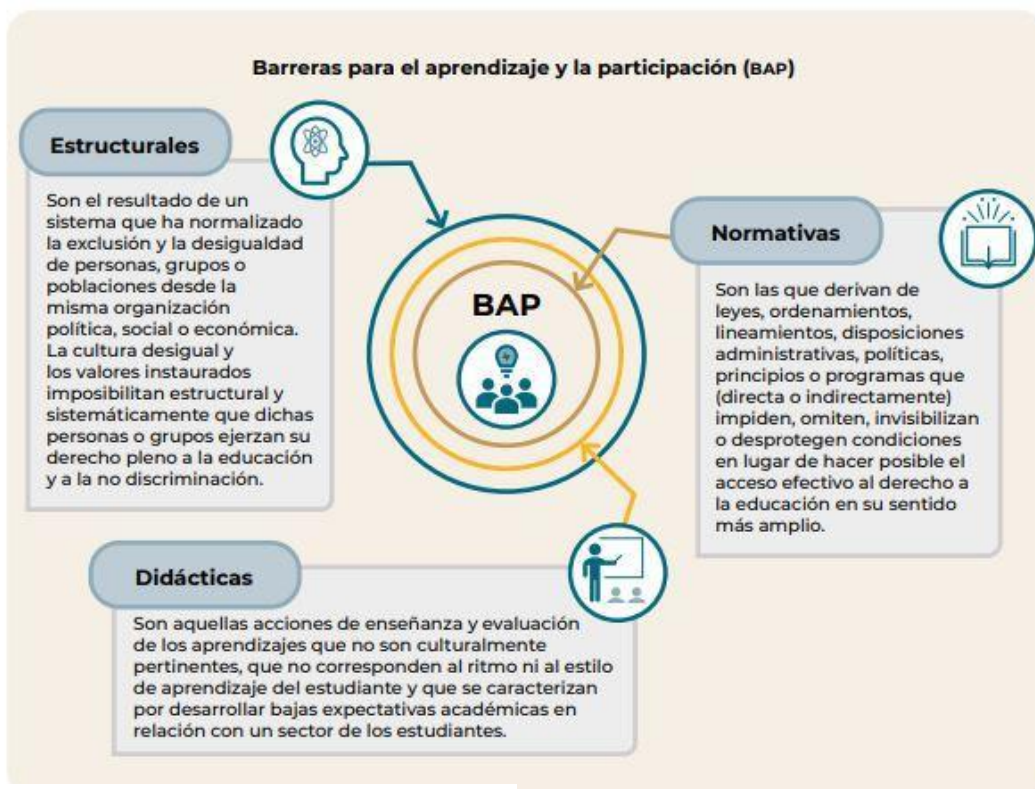 Barreras para el aprendizaje y la participación (BAP)
Estructurales
Son el resultado de un
sistema que ha normalizado
la exclusión y la desigualdad
de personas, grupos o
poblaciones desde la
misma organización
política, social o económica.
La cultura desigual y
los valores instaurados
imposibilitan estructural y
sistemáticamente que dichas
personas o grupos ejerzan su
derecho pleno a la educación
y a la no discriminación.
BAP
Normativas
Son las que derivan de
leyes, ordenamientos,
lineamientos, disposiciones
administrativas, políticas,
principios o programas que
(directa o indirectamente)
impiden, omiten, invisibilizan
o desprotegen condiciones
en lugar de hacer posible el
acceso efectivo al derecho a
la educación en su sentido
más amplio.
Didácticas
Son aquellas acciones de enseñanza y evaluación
de los aprendizajes que no son culturalmente
pertinentes, que no corresponden al ritmo ni al estilo
de aprendizaje del estudiante y que se caracterizan
por desarrollar bajas expectativas académicas en
relación con un sector de los estudiantes.